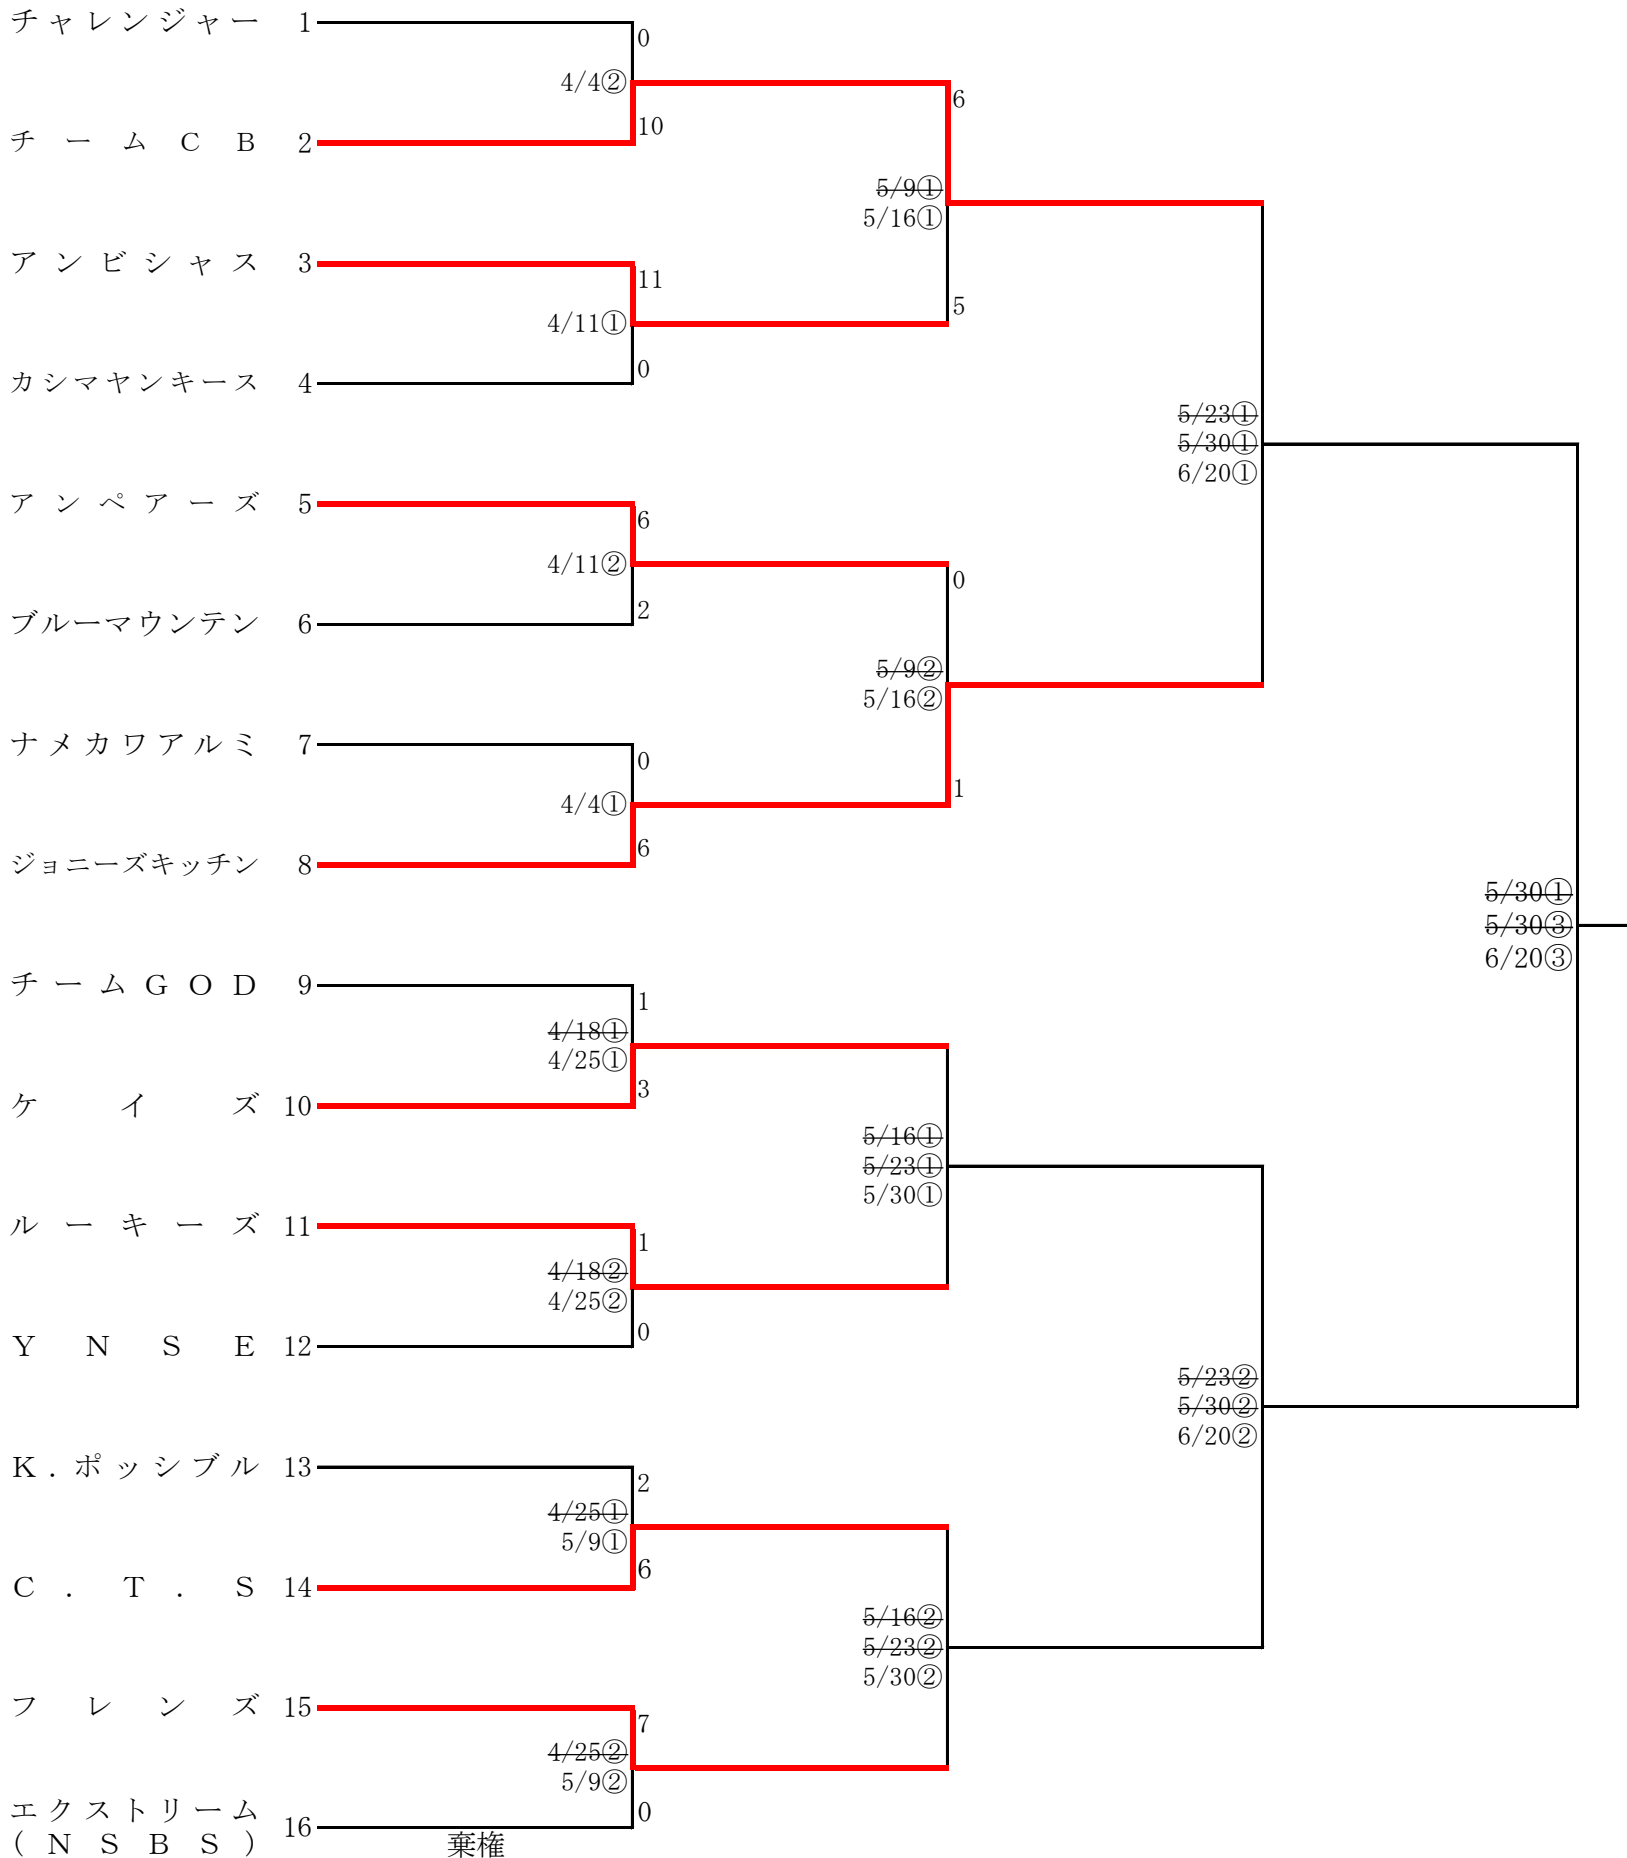 チャレンジャー 1
0
4/4②
6
10
チームＣＢ 2
5/9①
5/16①
アンビシャス 3
11
5
4/11①
0
カシマヤンキース 4
5/23①
5/30①
6/20①
アンペアーズ 5
6
4/11②
0
2
ブルーマウンテン 6
5/9②
5/16②
ナメカワアルミ 7
0
1
4/4①
6
ジョニーズキッチン 8
5/30①
5/30③
6/20③
チームＧＯＤ 9
1
4/18①
4/25①
3
ケイズ 10
5/16①
5/23①
5/30①
ルーキーズ 11
1
4/18②
4/25②
0
ＹＮＳＥ 12
5/23②
5/30②
6/20②
Ｋ．ポッシブル 13
2
4/25①
5/9①
6
Ｃ．Ｔ．Ｓ 14
5/16②
5/23②
5/30②
フレンズ 15
7
4/25②
5/9②
0
エクストリーム
（ＮＳＢＳ） 16
棄権